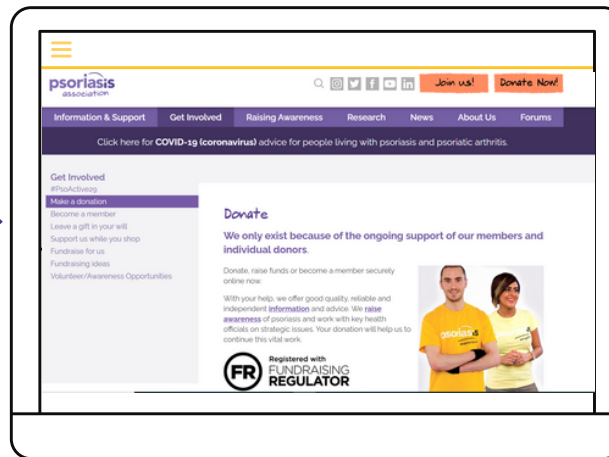 psoriasis
association
Join us!
Donate Now!
Information & Support
Get Involved
Raising Awareness
Research
News
About Us
Forums
Click here for COVID-19 (coronavirus) advice for people living with psoriasis and psoriatic arthritis.
Get Involved
#PsoActive29
Make a donation
Become a member
Leave a gift in your will
Support us while you shop
Fundraise for us
Fundraising ideas
Volunteer/Awareness Opportunities
Donate
We only exist because of the ongoing support of our members and
individual donors.
Donate, raise funds or become a member securely
online now.
With your help, we offer good quality, reliable and
independent information and advice. We raise
awareness of psoriasis and work with key health
officials on strategic issues. Your donation will help us to
continue this vital work.
FR
Registered with
FUNDRAISING
REGULATOR
psoriasis